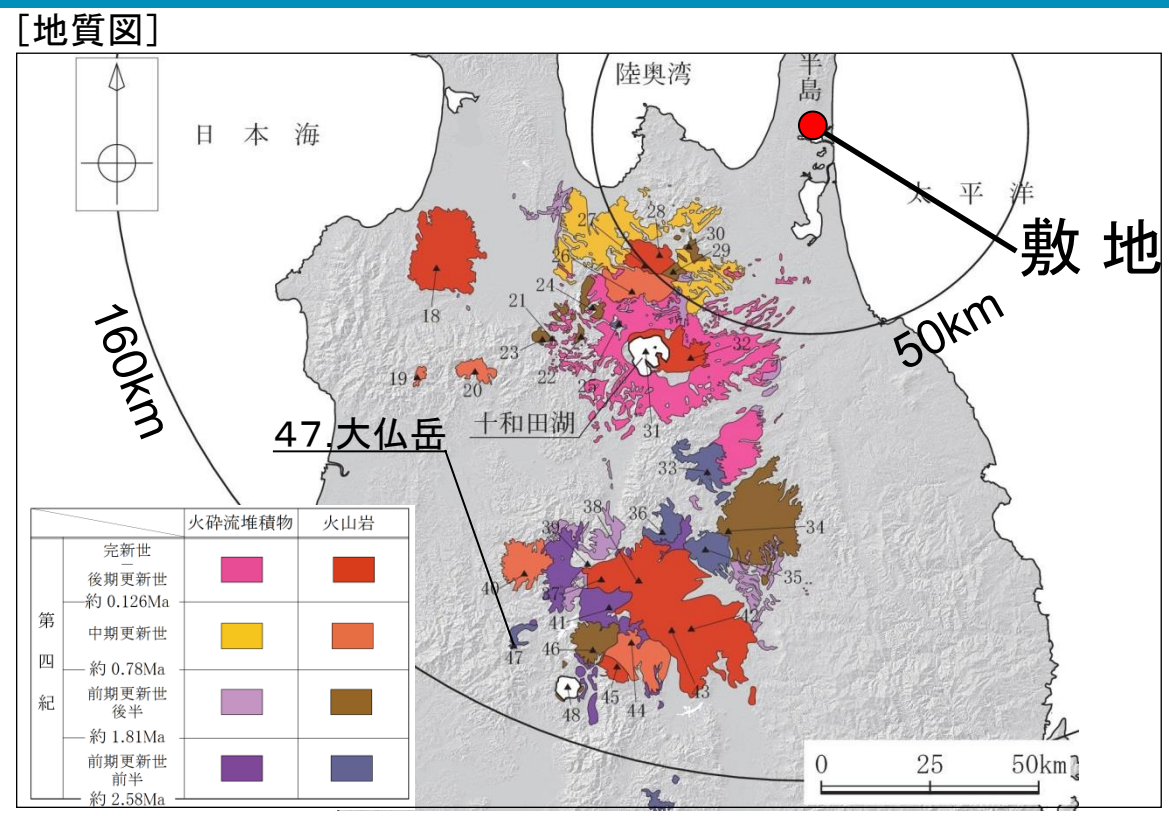 [地質図]
陸奥湾
半島
日本海
太平洋
敷地
27
28
30
29
26
24
21
18
23
22
25
32
50km
160km
19
20
十和田湖
31
47.大仏岳
33
38
36
34
39
40
37
35
41
42
47
46
45
44
43
48
火砕流堆積物 火山岩
第四紀
完新世
―
後期更新世
約 0.126Ma
中期更新世
約 0.78Ma
前期更新世
後半
約 1.81Ma
前期更新世
前半
約 2.58Ma
0 25 50km